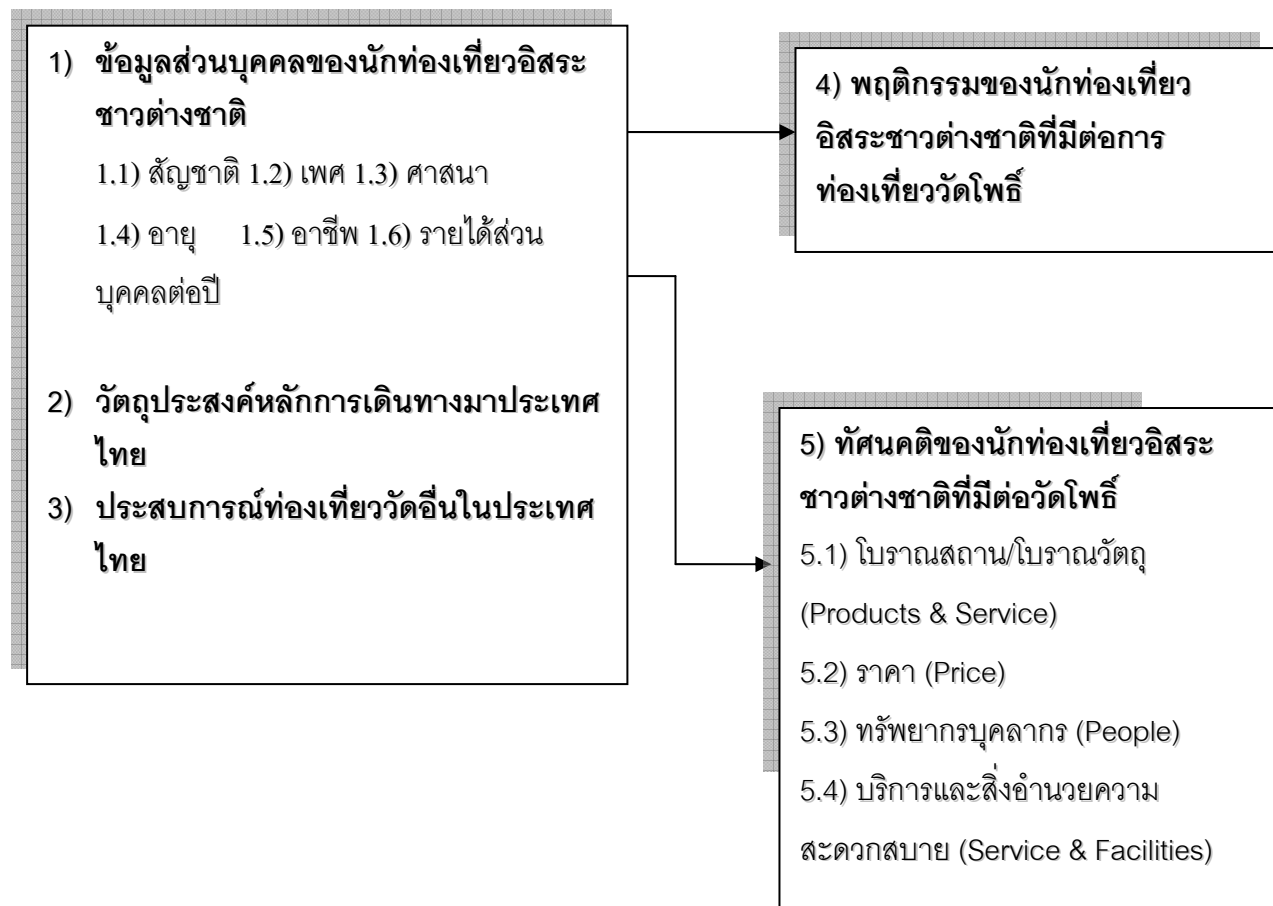 1) ข้อมูลส่วนบุคคลของนักท่องเที่ยวอิสระ
ชาวต่างชาติ
1.1) สัญชาติ 1.2) เพศ 1.3) ศาสนา
1.4) อายุ 1.5) อาชีพ 1.6) รายได้ส่วน
บุคคลต่อปี
2) วัตถุประสงค์หลักการเดินทางมาประเทศ
ไทย
3) ประสบการณ์ท่องเที่ยววัดอื่นในประเทศ
ไทย
4) พฤติกรรมของนักท่องเที่ยว
อิสระชาวต่างชาติที่มีต่อการ
ท่องเที่ยววัดโพธิ์
5) ทัศนคติของนักท่องเที่ยวอิสระ
ชาวต่างชาติที่มีต่อวัดโพธิ์
5.1) โบราณสถาน/โบราณวัตถุ
(Products & Service)
5.2) ราคา (Price)
5.3) ทรัพยากรบุคลากร (People)
5.4) บริการและสิ่งอำนวยความ
สะดวกสบาย (Service & Facilities)